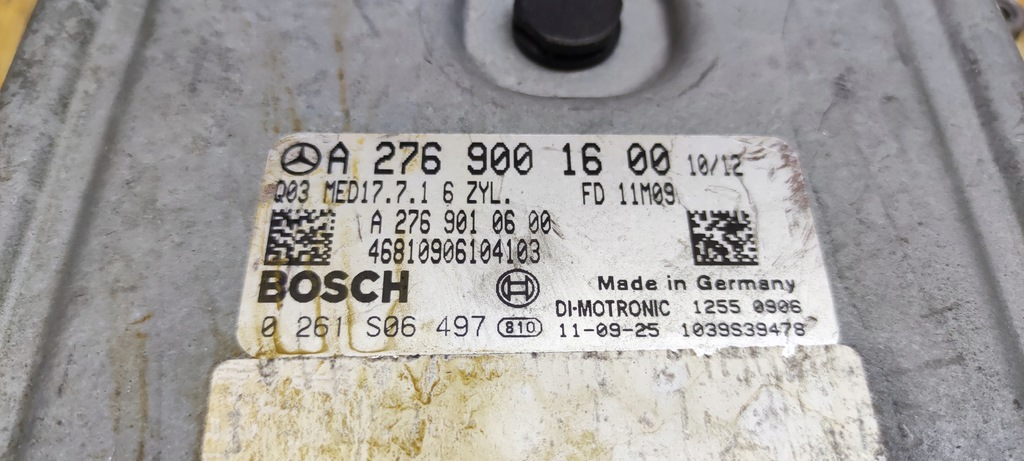 A 276 900 16 00 10/12
Q03 MED17.7.1 6 ZYL. FD 11M09
A 276 901 06 00
46810906104103
BOSCH Made in Germany
DI-MOTRONIC 1255 0906
0 261 S06 497 810 11-09-25 1039S39478